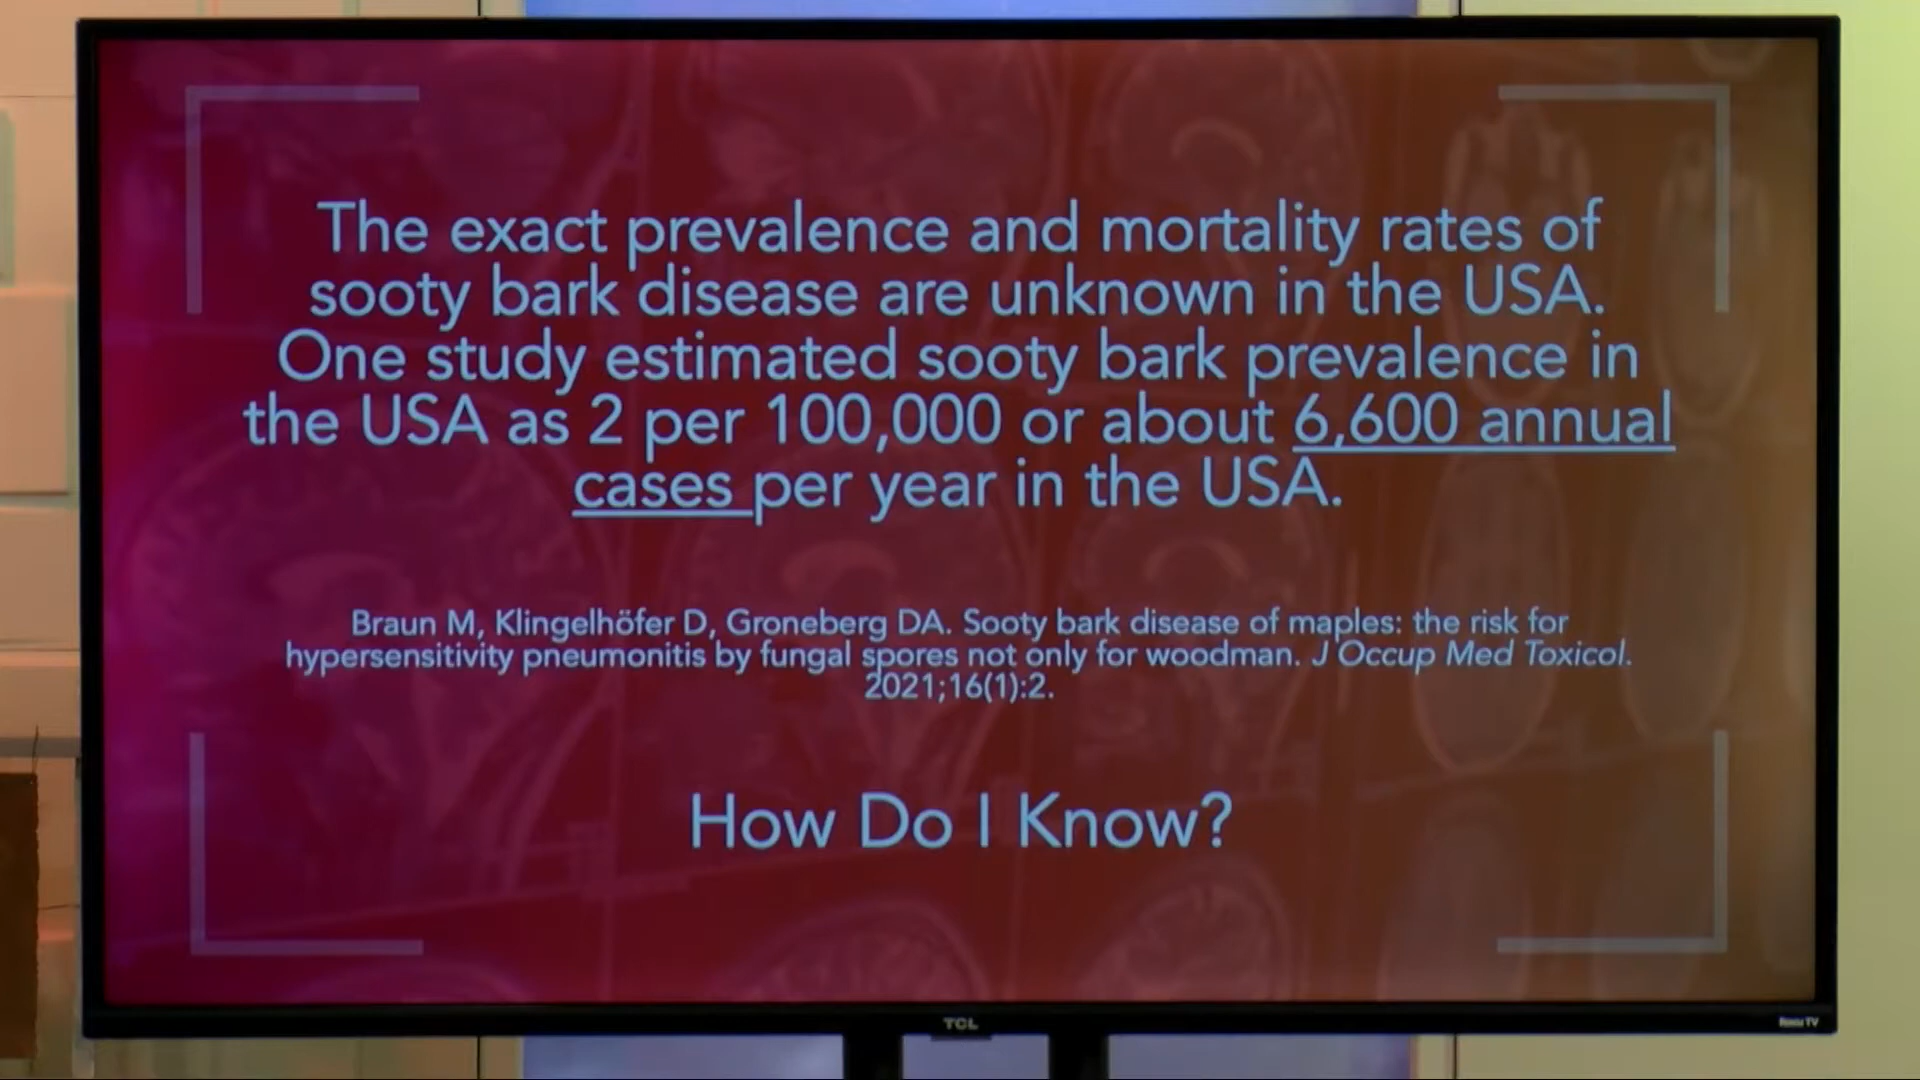 The exact prevalence and mortality rates of
sooty bark disease are unknown in the USA.
One study estimated sooty bark prevalence in
the USA as 2 per 100,000 or about 6,600 annual
cases per year in the USA.
Braun M, Klingelhöfer D, Groneberg DA. Sooty bark disease of maples: the risk for
hypersensitivity pneumonitis by fungal spores not only for woodman. J Occup Med Toxicol.
2021;16(1):2.
How Do I Know?
TCL
Roku TV